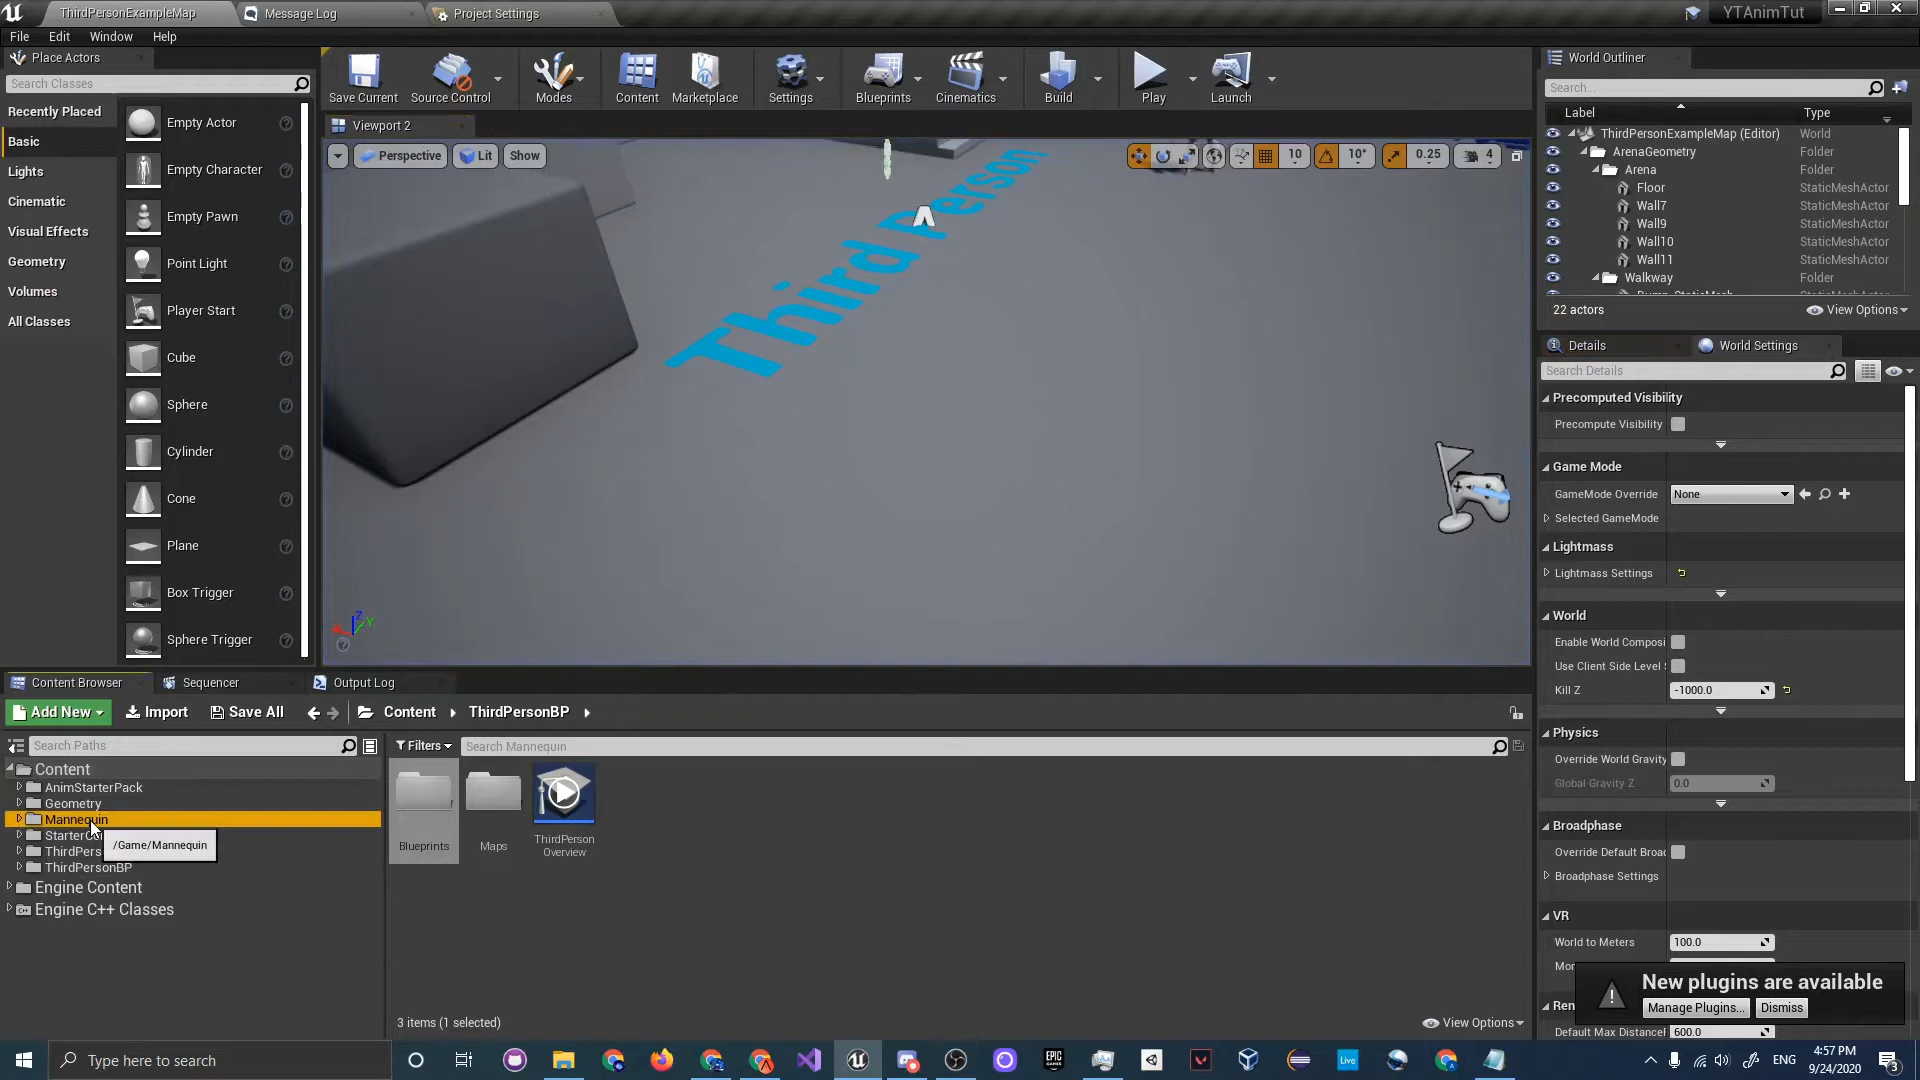 ThirdPersonExampleMap
Message Log
Project Settings
YTAnimTut
File Edit Window Help
Place Actors
Search Classes
Recently Placed
Basic
Lights
Cinematic
Visual Effects
Geometry
Volumes
All Classes
Empty Actor
Empty Character
Empty Pawn
Point Light
Player Start
Cube
Sphere
Cylinder
Cone
Plane
Box Trigger
Sphere Trigger
Save Current
Source Control
Modes
Content
Marketplace
Settings
Blueprints
Cinematics
Build
Play
Launch
Viewport 2
Perspective Lit Show
10 10° 0.25 4
Third Person
Z Y
World Outliner
Search...
Label Type
ThirdPersonExampleMap (Editor) World
ArenaGeometry Folder
Arena Folder
Floor StaticMeshActor
Wall7 StaticMeshActor
Wall9 StaticMeshActor
Wall10 StaticMeshActor
Wall11 StaticMeshActor
Walkway Folder
22 actors
View Options
Details
World Settings
Search Details
Precomputed Visibility
Precompute Visibility
Game Mode
GameMode Override None
Selected GameMode
Lightmass
Lightmass Settings
World
Enable World Composi
Use Client Side Level
Kill Z -1000.0
Physics
Override World Gravity
Global Gravity Z 0.0
Broadphase
Override Default Broad
Broadphase Settings
VR
World to Meters 100.0
Mon
Ren
Default Max DistanceF 600.0
New plugins are available
Manage Plugins... Dismiss
Content Browser
Sequencer
Output Log
Add New Import Save All Content ThirdPersonBP
Search Paths
Filters
Search Mannequin
Content
AnimStarterPack
Geometry
Mannequin
StarterCo
ThirdPers
ThirdPersonBP
Engine Content
Engine C++ Classes
/Game/Mannequin
Blueprints
Maps
ThirdPerson
Overview
3 items (1 selected)
View Options
Type here to search
EPIC
GAMES
Live
ENG
4:57 PM
9/24/2020
3